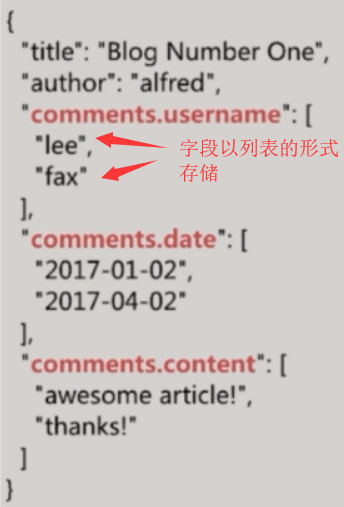 {
"title": "Blog Number One",
"author": "alfred",
"comments.username": [
"lee",
"fax"
字段以列表的形式
存储
],
"comments.date": [
"2017-01-02",
"2017-04-02"
],
"comments.content": [
"awesome article!",
"thanks!"
]
}